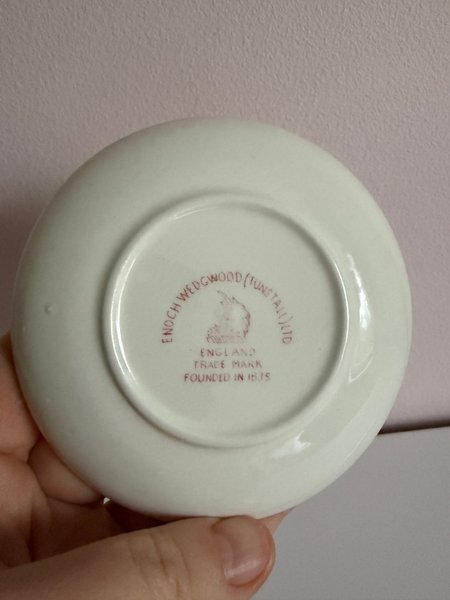 ENOCH WEDGWOOD (TUNSTALL) LTD
ENGLAND
TRADE MARK
FOUNDED IN 1835